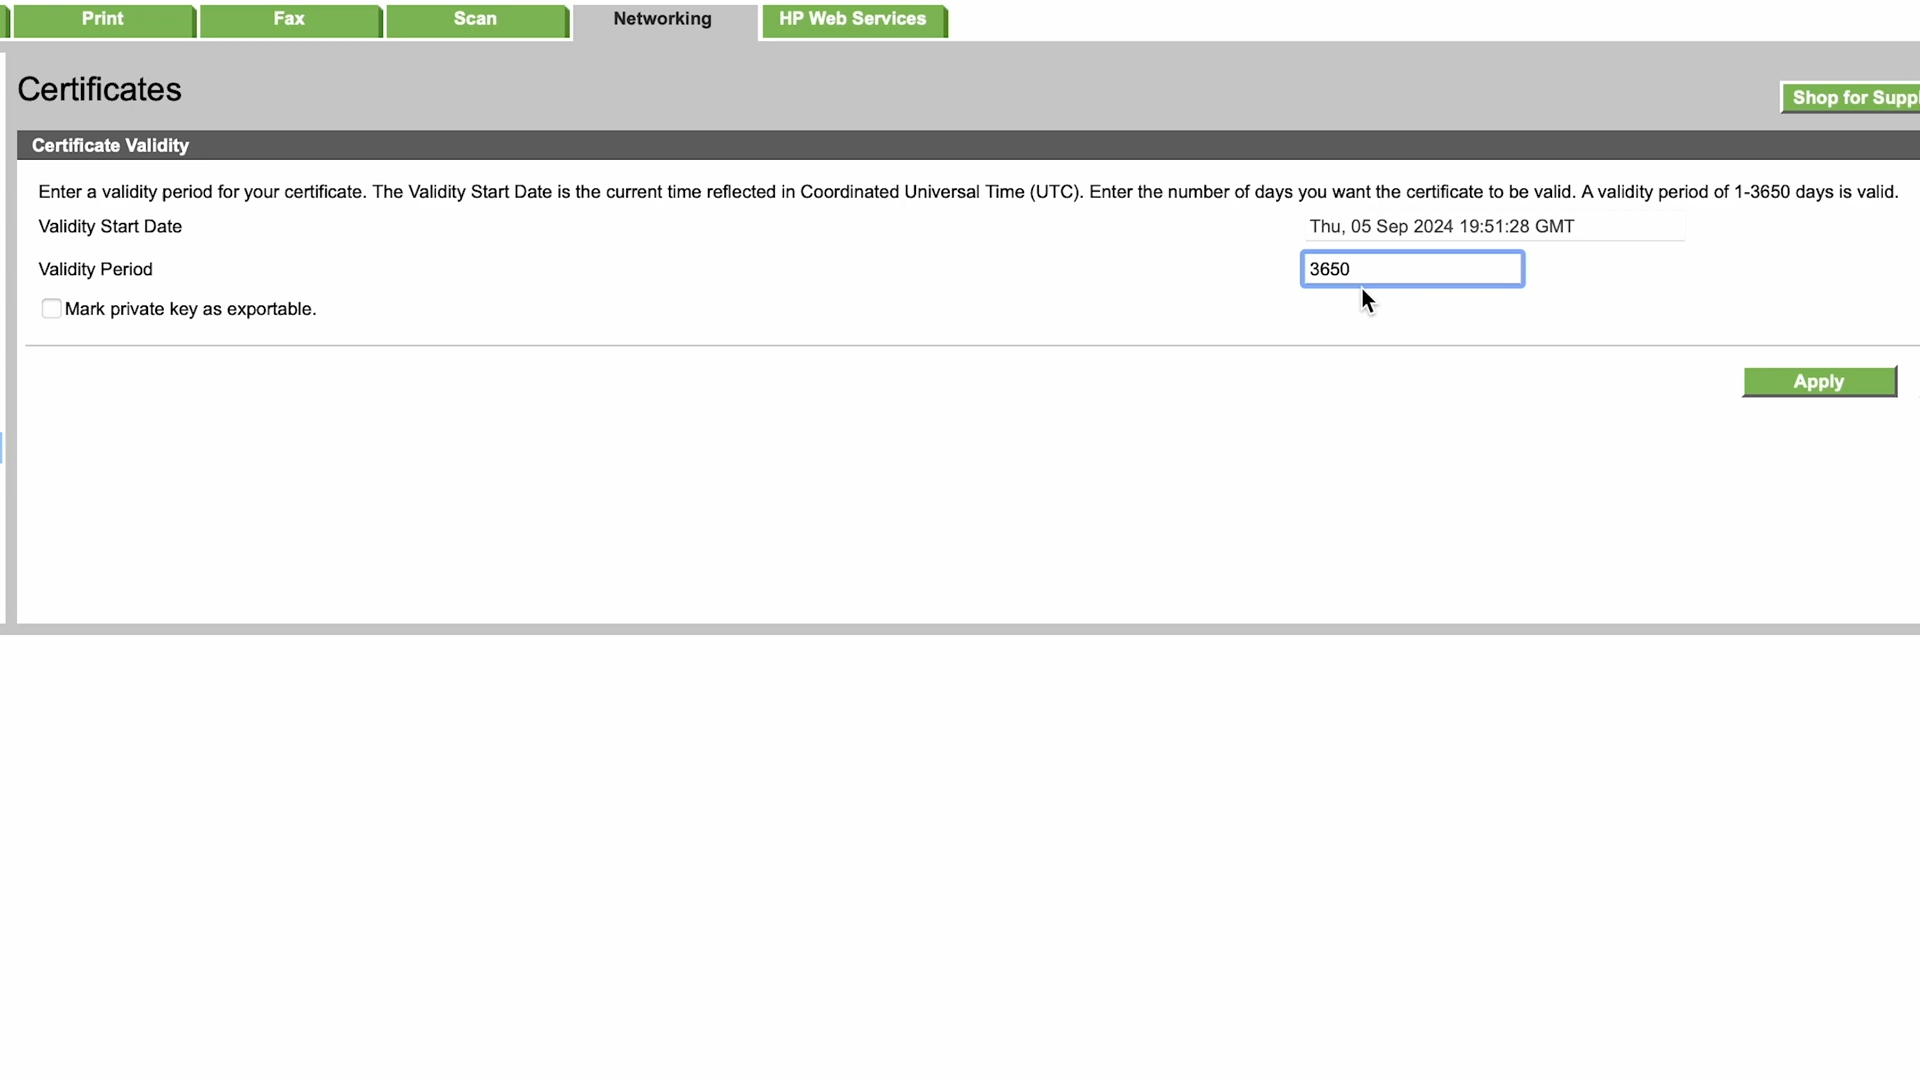 Print Fax Scan Networking HP Web Services
Certificates
Shop for Suppl
Certificate Validity
Enter a validity period for your certificate. The Validity Start Date is the current time reflected in Coordinated Universal Time (UTC). Enter the number of days you want the certificate to be valid. A validity period of 1-3650 days is valid.
Validity Start Date Thu, 05 Sep 2024 19:51:28 GMT
Validity Period 3650
Mark private key as exportable.
Apply